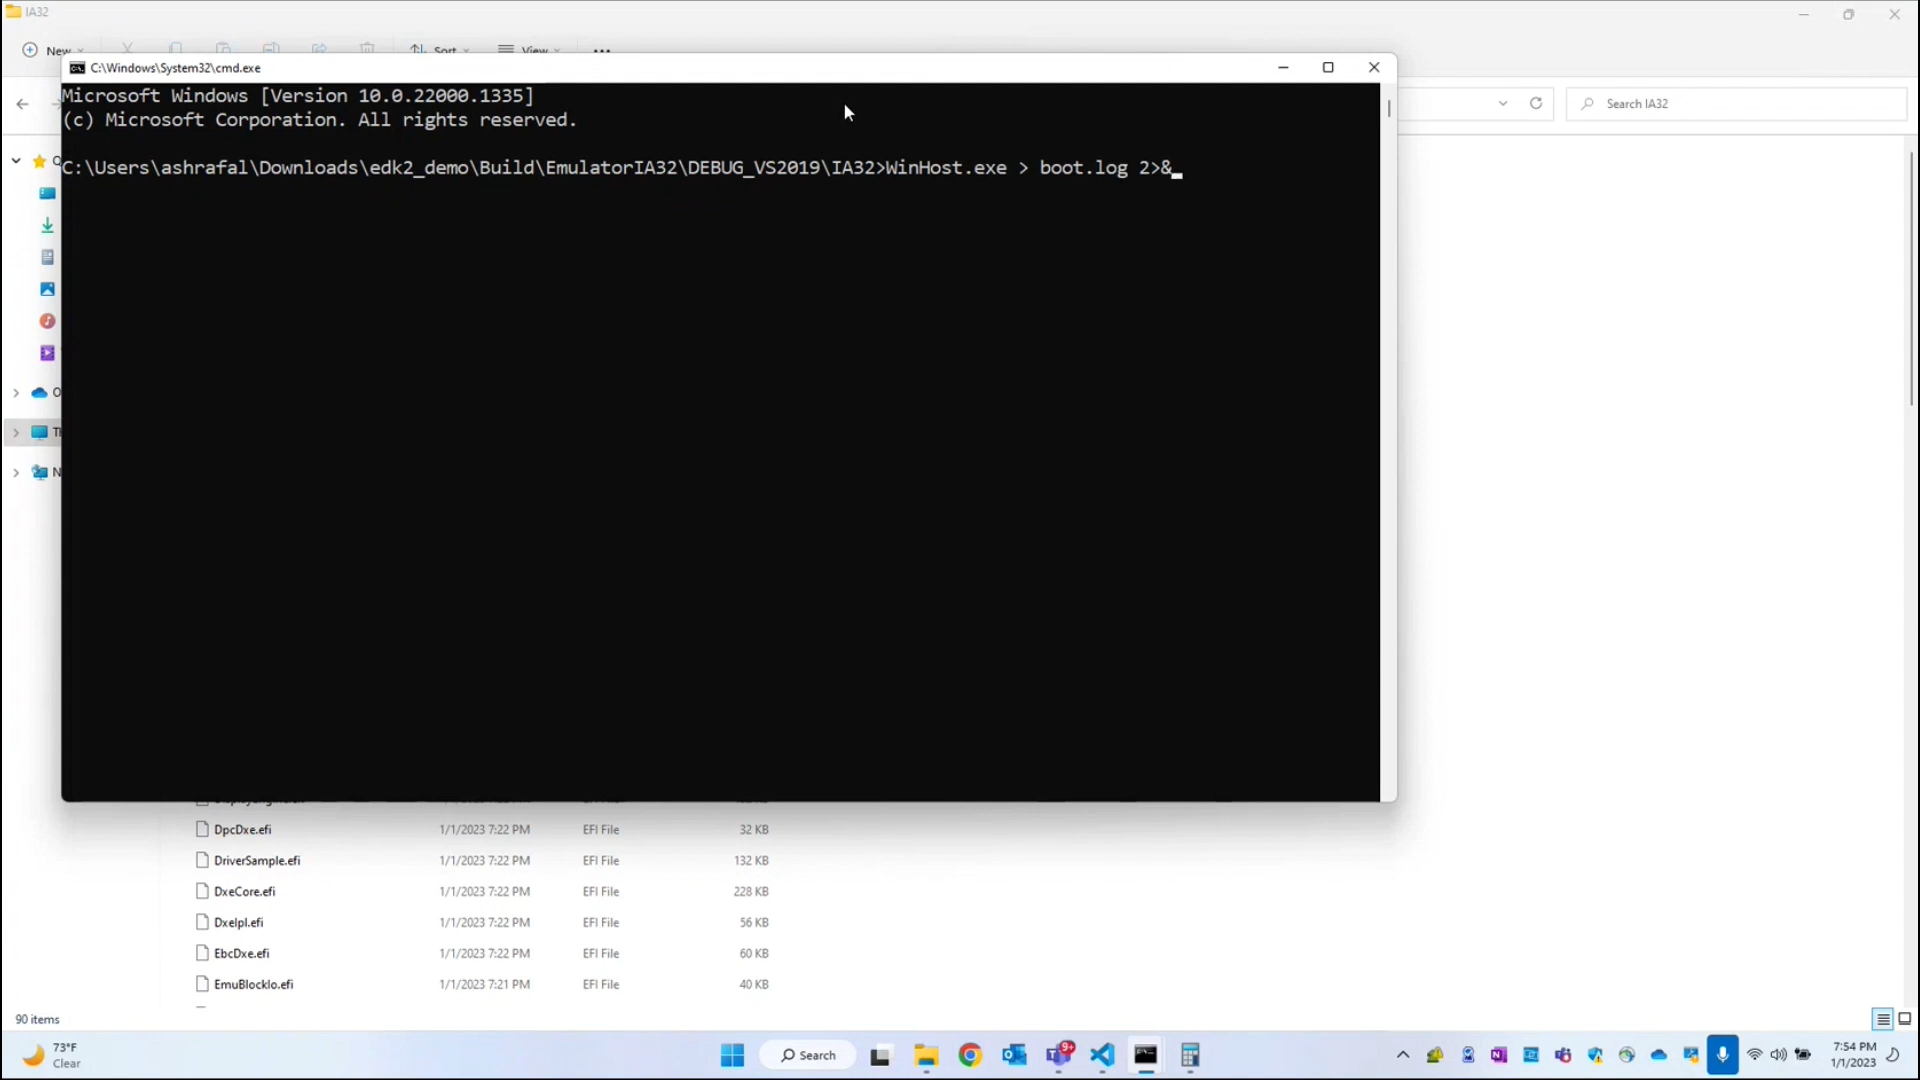 IA32
New
Sort
View
C:\Windows\System32\cmd.exe
Microsoft Windows [Version 10.0.22000.1335]
(c) Microsoft Corporation. All rights reserved.
Search IA32
C:\Users\ashrafal\Downloads\edk2_demo\Build\EmulatorIA32\DEBUG_VS2019\IA32>WinHost.exe > boot.log 2>&
DpcDxe.efi 1/1/2023 7:22 PM EFI File 32 KB
DriverSample.efi 1/1/2023 7:22 PM EFI File 132 KB
DxeCore.efi 1/1/2023 7:22 PM EFI File 228 KB
DxeIpl.efi 1/1/2023 7:22 PM EFI File 56 KB
EbcDxe.efi 1/1/2023 7:22 PM EFI File 60 KB
EmuBlockIo.efi 1/1/2023 7:21 PM EFI File 40 KB
90 items
73°F
Clear
Search
9+
7:54 PM
1/1/2023